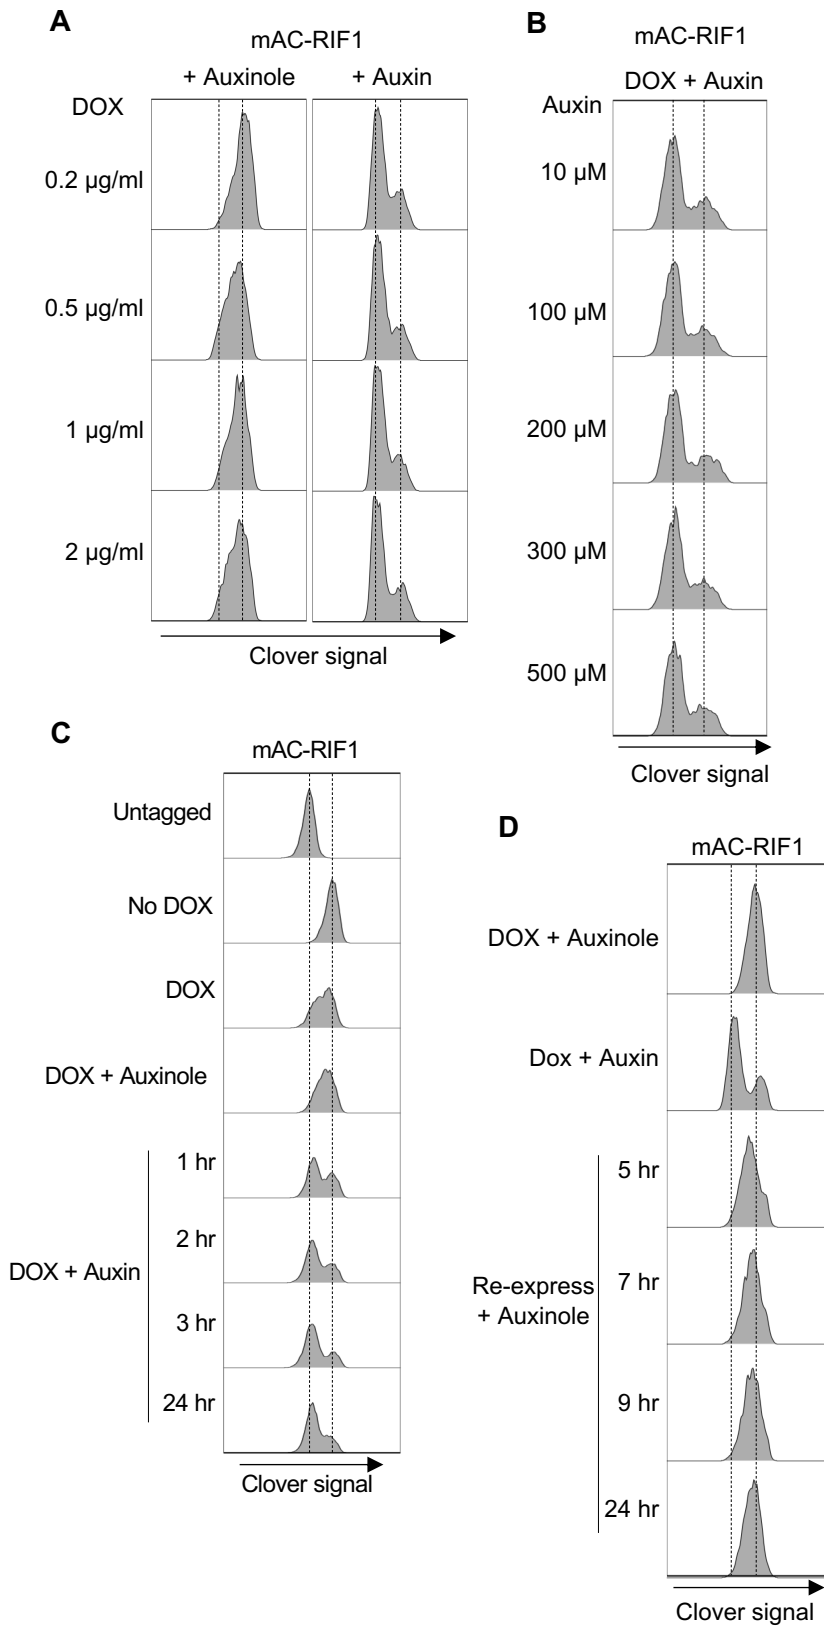 A
mAC-RIF1
+ Auxinole
+ Auxin
DOX
0.2 µg/ml
0.5 µg/ml
1 µg/ml
2 µg/ml
Clover signal
B
mAC-RIF1
DOX + Auxin
Auxin
10 µM
100 µM
200 µM
300 µM
500 µM
Clover signal
C
mAC-RIF1
Untagged
No DOX
DOX
DOX + Auxinole
DOX + Auxin
1 hr
2 hr
3 hr
24 hr
Clover signal
D
mAC-RIF1
DOX + Auxinole
Dox + Auxin
Re-express
+ Auxinole
5 hr
7 hr
9 hr
24 hr
Clover signal